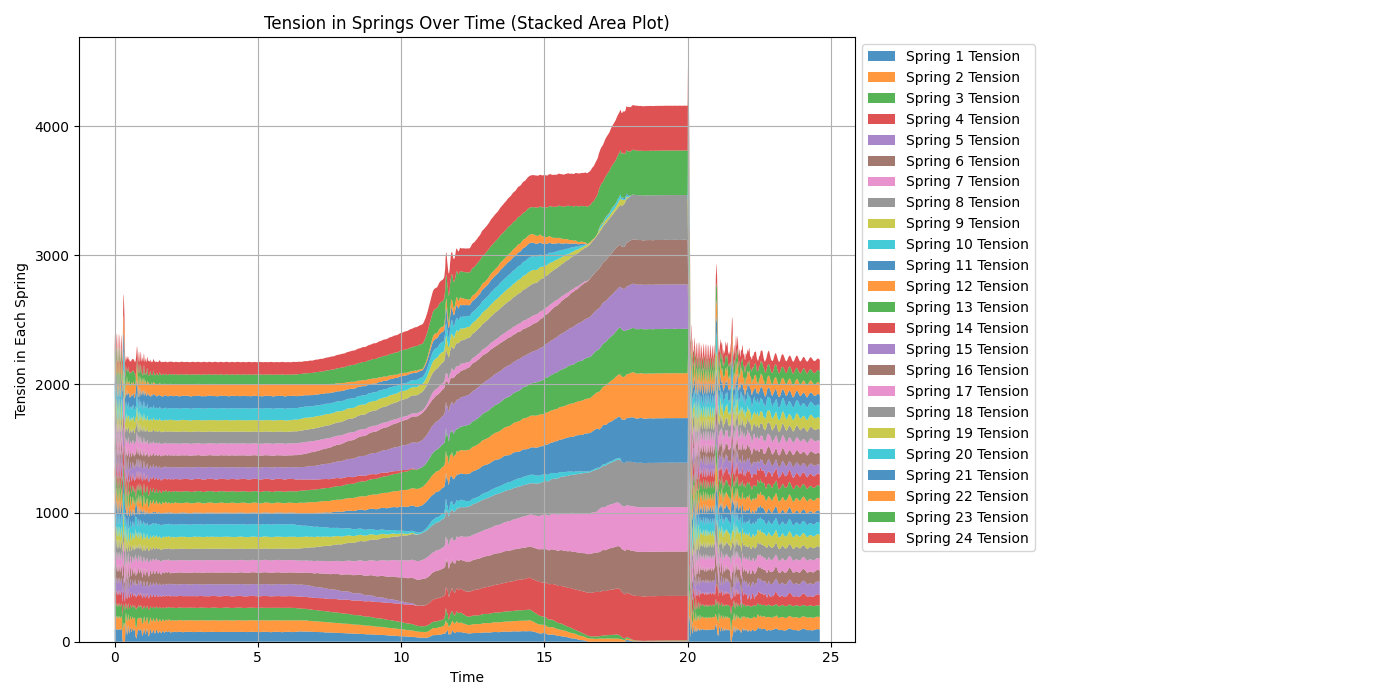 Tension in Springs Over Time (Stacked Area Plot)
Tension in Each Spring
4000
3000
2000
1000
0
0
5
10
15
20
25
Time
Spring 1 Tension
Spring 2 Tension
Spring 3 Tension
Spring 4 Tension
Spring 5 Tension
Spring 6 Tension
Spring 7 Tension
Spring 8 Tension
Spring 9 Tension
Spring 10 Tension
Spring 11 Tension
Spring 12 Tension
Spring 13 Tension
Spring 14 Tension
Spring 15 Tension
Spring 16 Tension
Spring 17 Tension
Spring 18 Tension
Spring 19 Tension
Spring 20 Tension
Spring 21 Tension
Spring 22 Tension
Spring 23 Tension
Spring 24 Tension